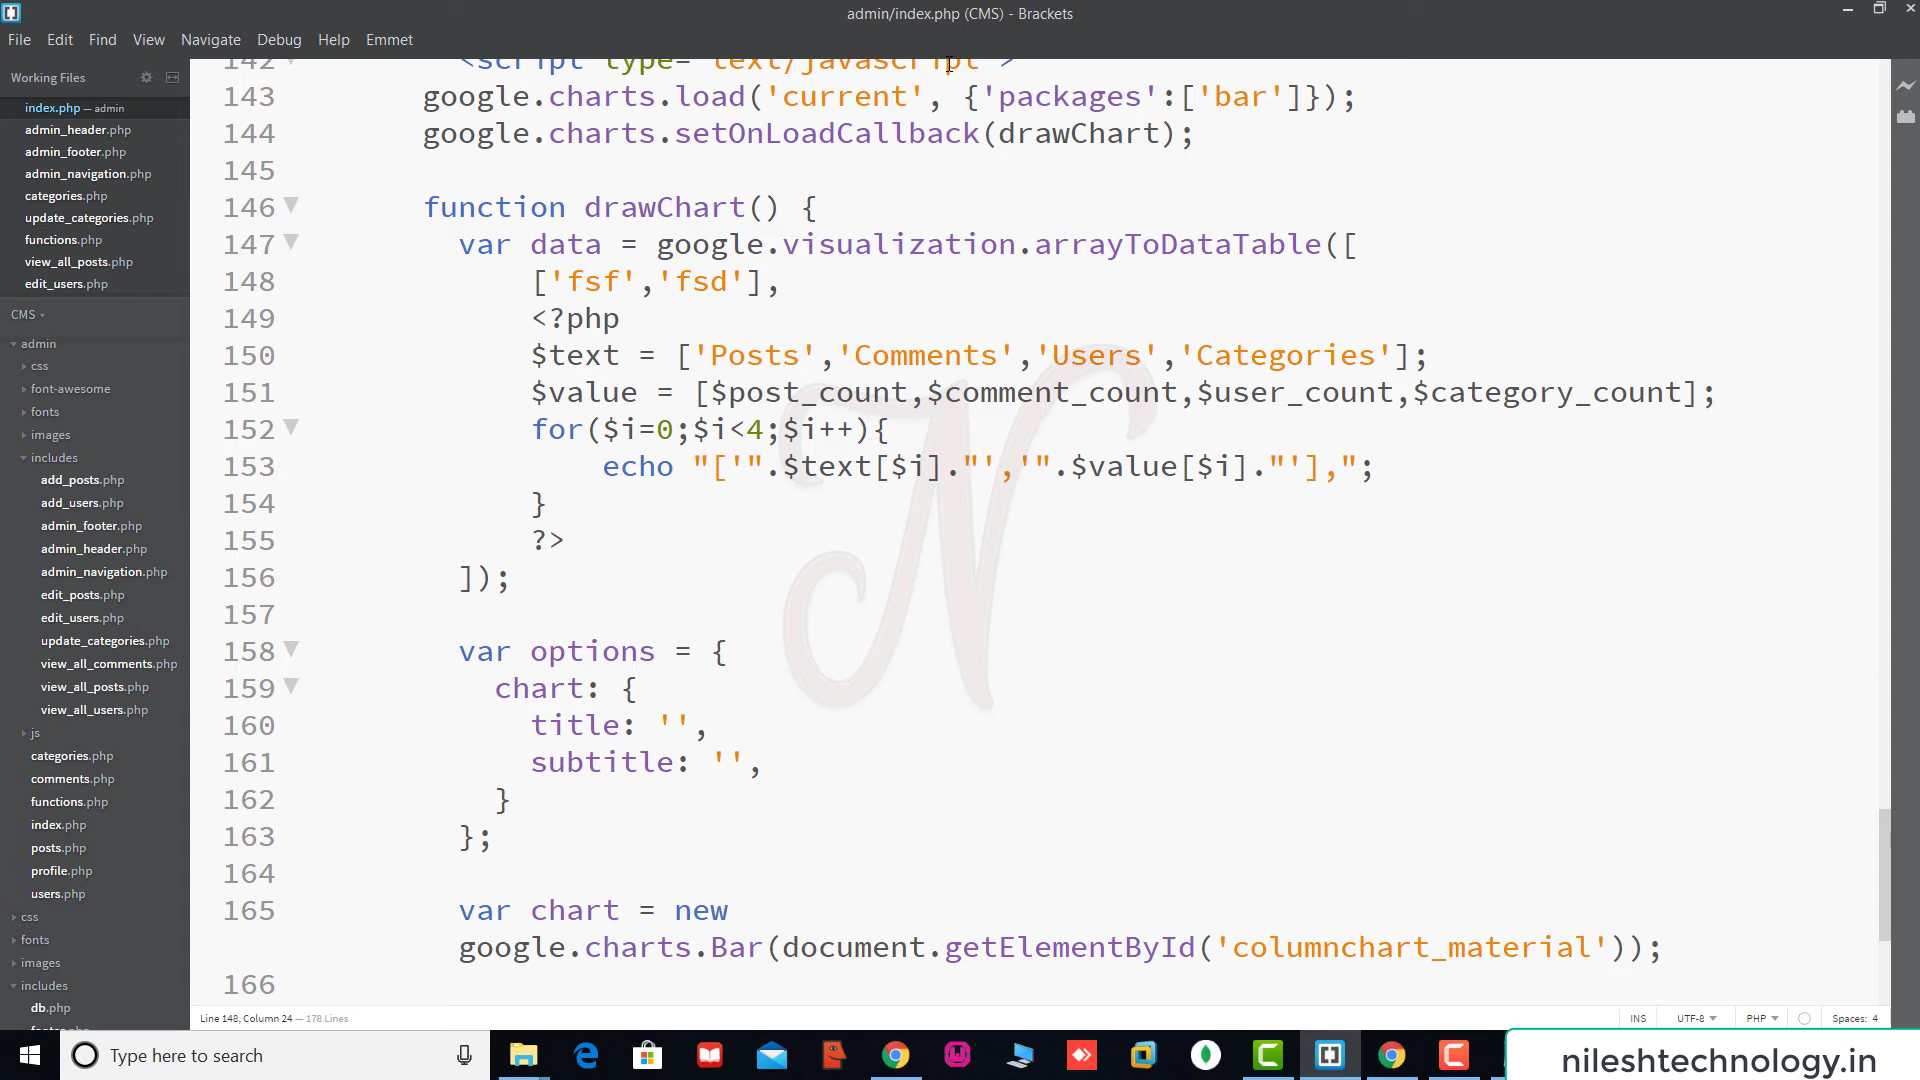 admin/index.php (CMS) - Brackets
File Edit Find View Navigate Debug Help Emmet
Working Files
index.php — admin
admin_header.php
admin_footer.php
admin_navigation.php
categories.php
update_categories.php
functions.php
view_all_posts.php
edit_users.php
CMS
admin
css
font-awesome
fonts
images
includes
add_posts.php
add_users.php
admin_footer.php
admin_header.php
admin_navigation.php
edit_posts.php
edit_users.php
update_categories.php
view_all_comments.php
view_all_posts.php
view_all_users.php
js
categories.php
comments.php
functions.php
index.php
posts.php
profile.php
users.php
css
fonts
images
includes
db.php
footer.php
142 <script type="text/javascript">
143 google.charts.load('current', {'packages':['bar']});
144 google.charts.setOnLoadCallback(drawChart);
145
146 function drawChart() {
147 var data = google.visualization.arrayToDataTable([
148 ['fsf','fsd'],
149 <?php
150 $text = ['Posts','Comments','Users','Categories'];
151 $value = [$post_count,$comment_count,$user_count,$category_count];
152 for($i=0;$i<4;$i++){
153 echo "['".$text[$i]."','".$value[$i]."'],";
154 }
155 ?>
156 ]);
157
158 var options = {
159 chart: {
160 title: '',
161 subtitle: '',
162 }
163 };
164
165 var chart = new
google.charts.Bar(document.getElementById('columnchart_material'));
166
N
Line 148, Column 24 — 178 Lines
INS UTF-8 PHP Spaces: 4
Type here to search
nileshtechnology.in